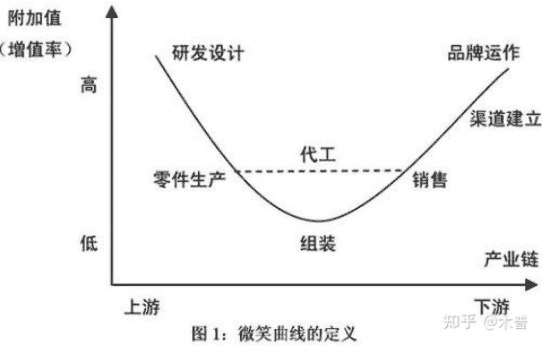 附加值
（增值率）
研发设计
品牌运作
高
渠道建立
代工
零件生产
销售
低
组装
产业链
上游
下游
知乎 @木普
图 1：微笑曲线的定义